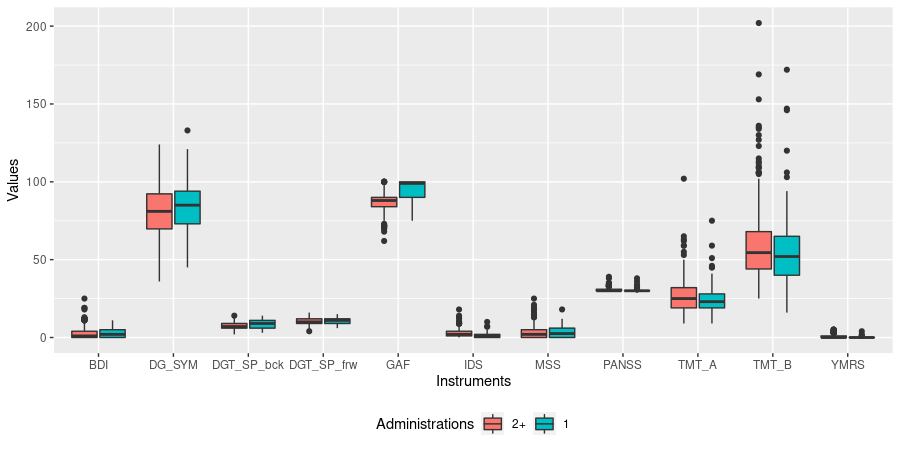 200
150
100
50
0
Values
BDI DG_SYM DGT_SP_bck DGT_SP_frw GAF IDS MSS PANSS TMT_A TMT_B YMRS
Instruments
Administrations 2+ 1